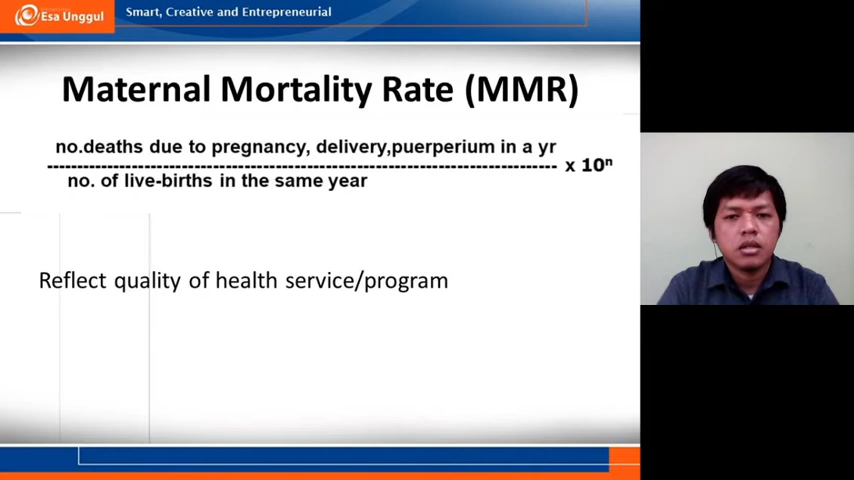 Esa Unggul
Smart, Creative and Entrepreneurial
Maternal Mortality Rate (MMR)
no.deaths due to pregnancy, delivery,puerperium in a yr
x 10ⁿ
no. of live-births in the same year
Reflect quality of health service/program